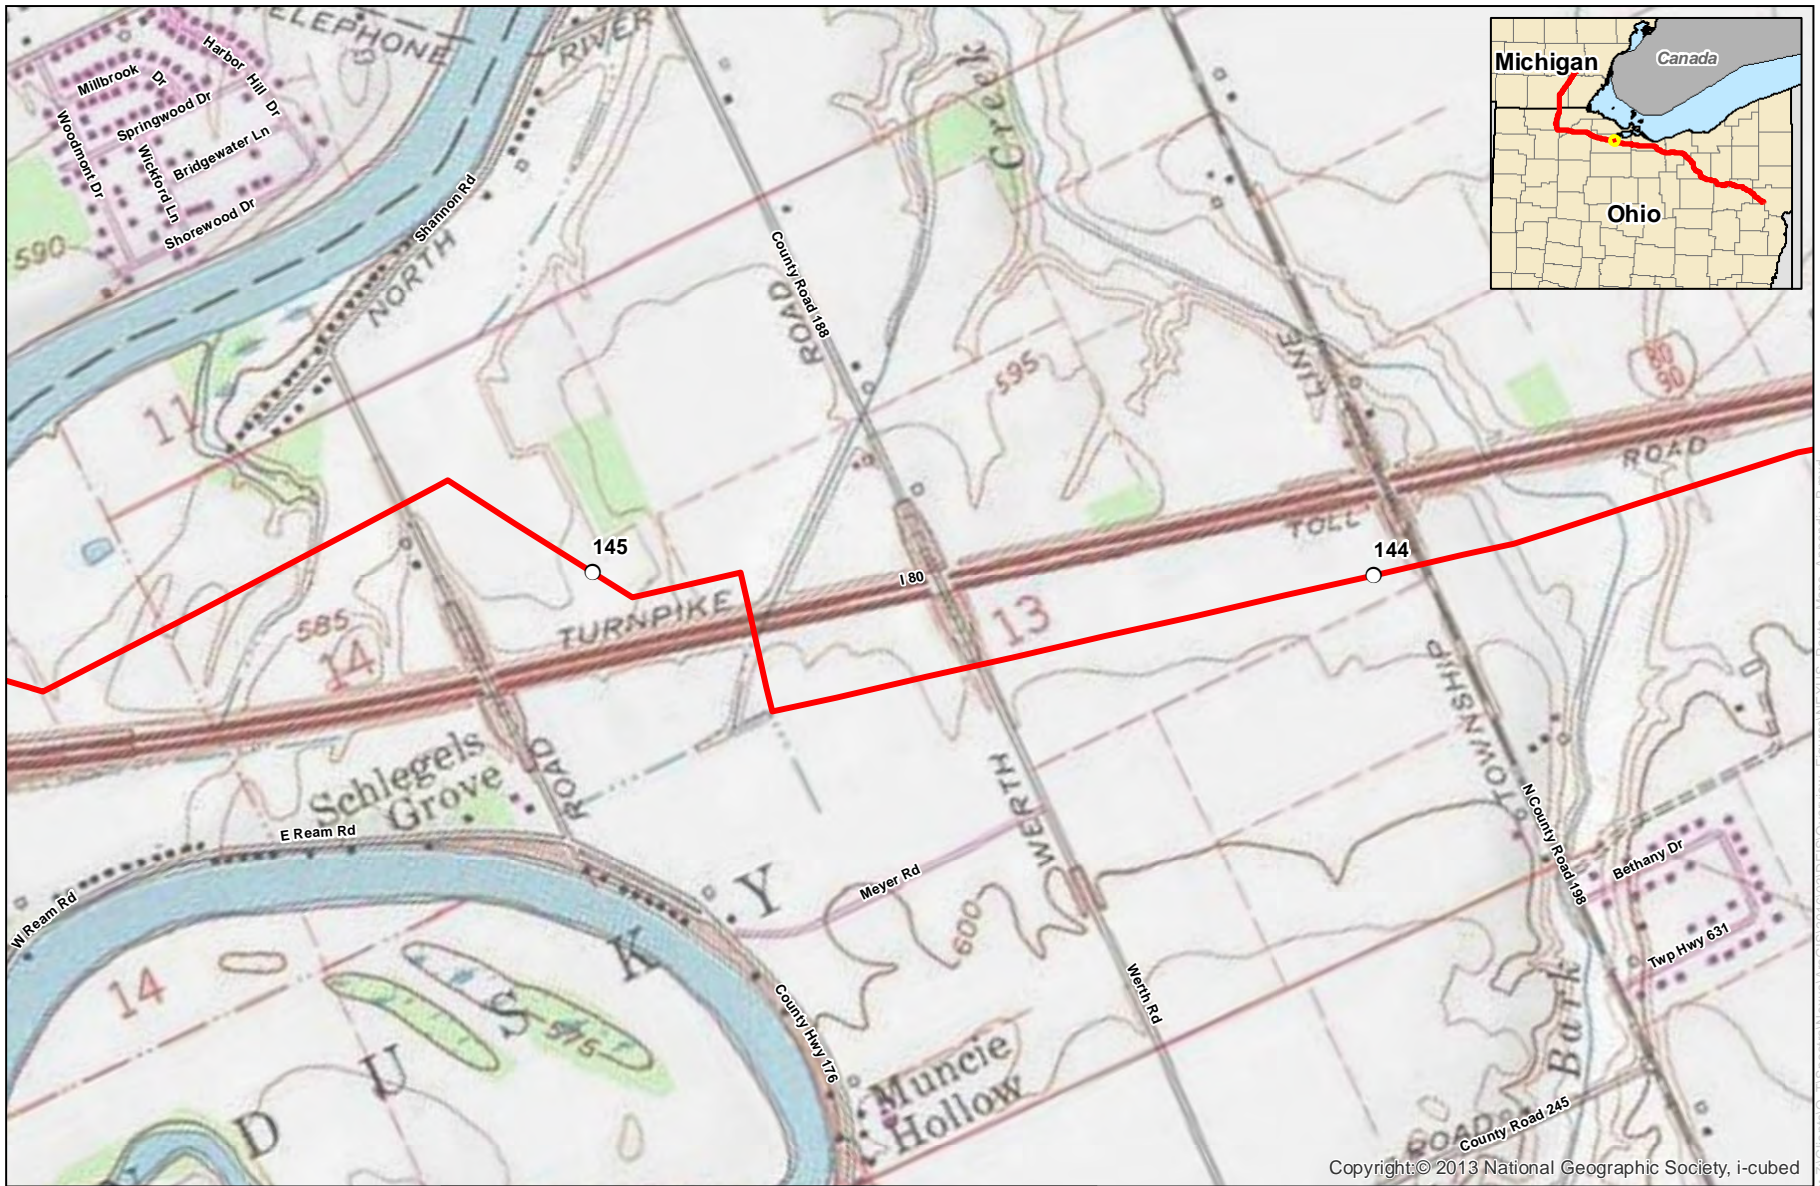 TELEPHONE
RIVER
Harbor Hill Dr
Millbrook Dr
Springwood Dr
Woodmont Dr
Wickford Ln
Bridgewater Ln
Shorewood Dr
590
Shannon Rd
NORTH
County Road 188
ROAD
Creek
Michigan
Canada
Ohio
11
595
LINE
80
90
ROAD
TOLL
145
144
I 80
TURNPIKE
585
14
13
TOWNSHIP
Schlegels
Grove
ROAD
E Ream Rd
W Ream Rd
WERTH
N County Road 198
Bethany Dr
Meyer Rd
Y
600
Twp Hwy 631
14
K
S
575
U
D
County Hwy 176
Werth Rd
Bark
Muncie
Hollow
ROAD
County Road 245
Copyright:© 2013 National Geographic Society, i-cubed